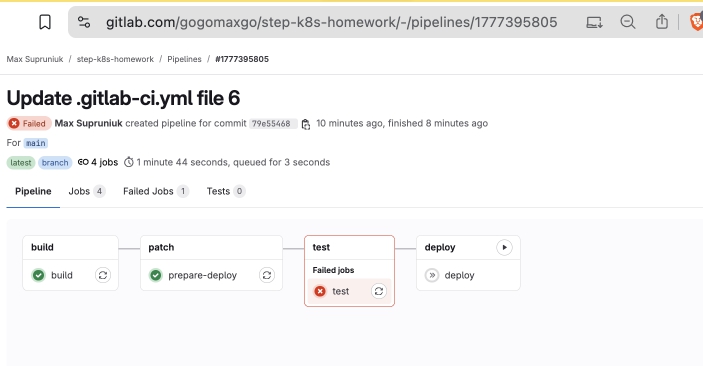 gitlab.com/gogomaxgo/step-k8s-homework/-/pipelines/1777395805
Max Supruniuk / step-k8s-homework / Pipelines / #1777395805
Update .gitlab-ci.yml file 6
Failed Max Supruniuk created pipeline for commit 79e55468 10 minutes ago, finished 8 minutes ago
For main
latest branch 4 jobs 1 minute 44 seconds, queued for 3 seconds
Pipeline Jobs 4 Failed Jobs 1 Tests 0
build patch test deploy
Failed jobs
build prepare-deploy test deploy